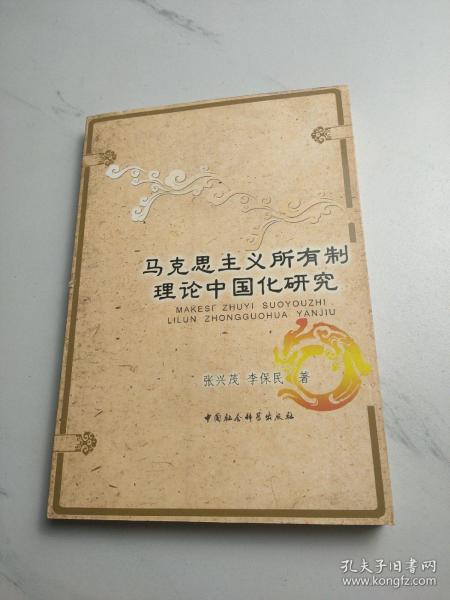 马克思主义所有制
理论中国化研究
MAKESI ZHUYI SUOYOUZHI
LILUN ZHONGGUOHUA YANJIU
张兴茂 李保民 著
中国社会科学出版社
孔夫子旧书网
www.kongfz.com